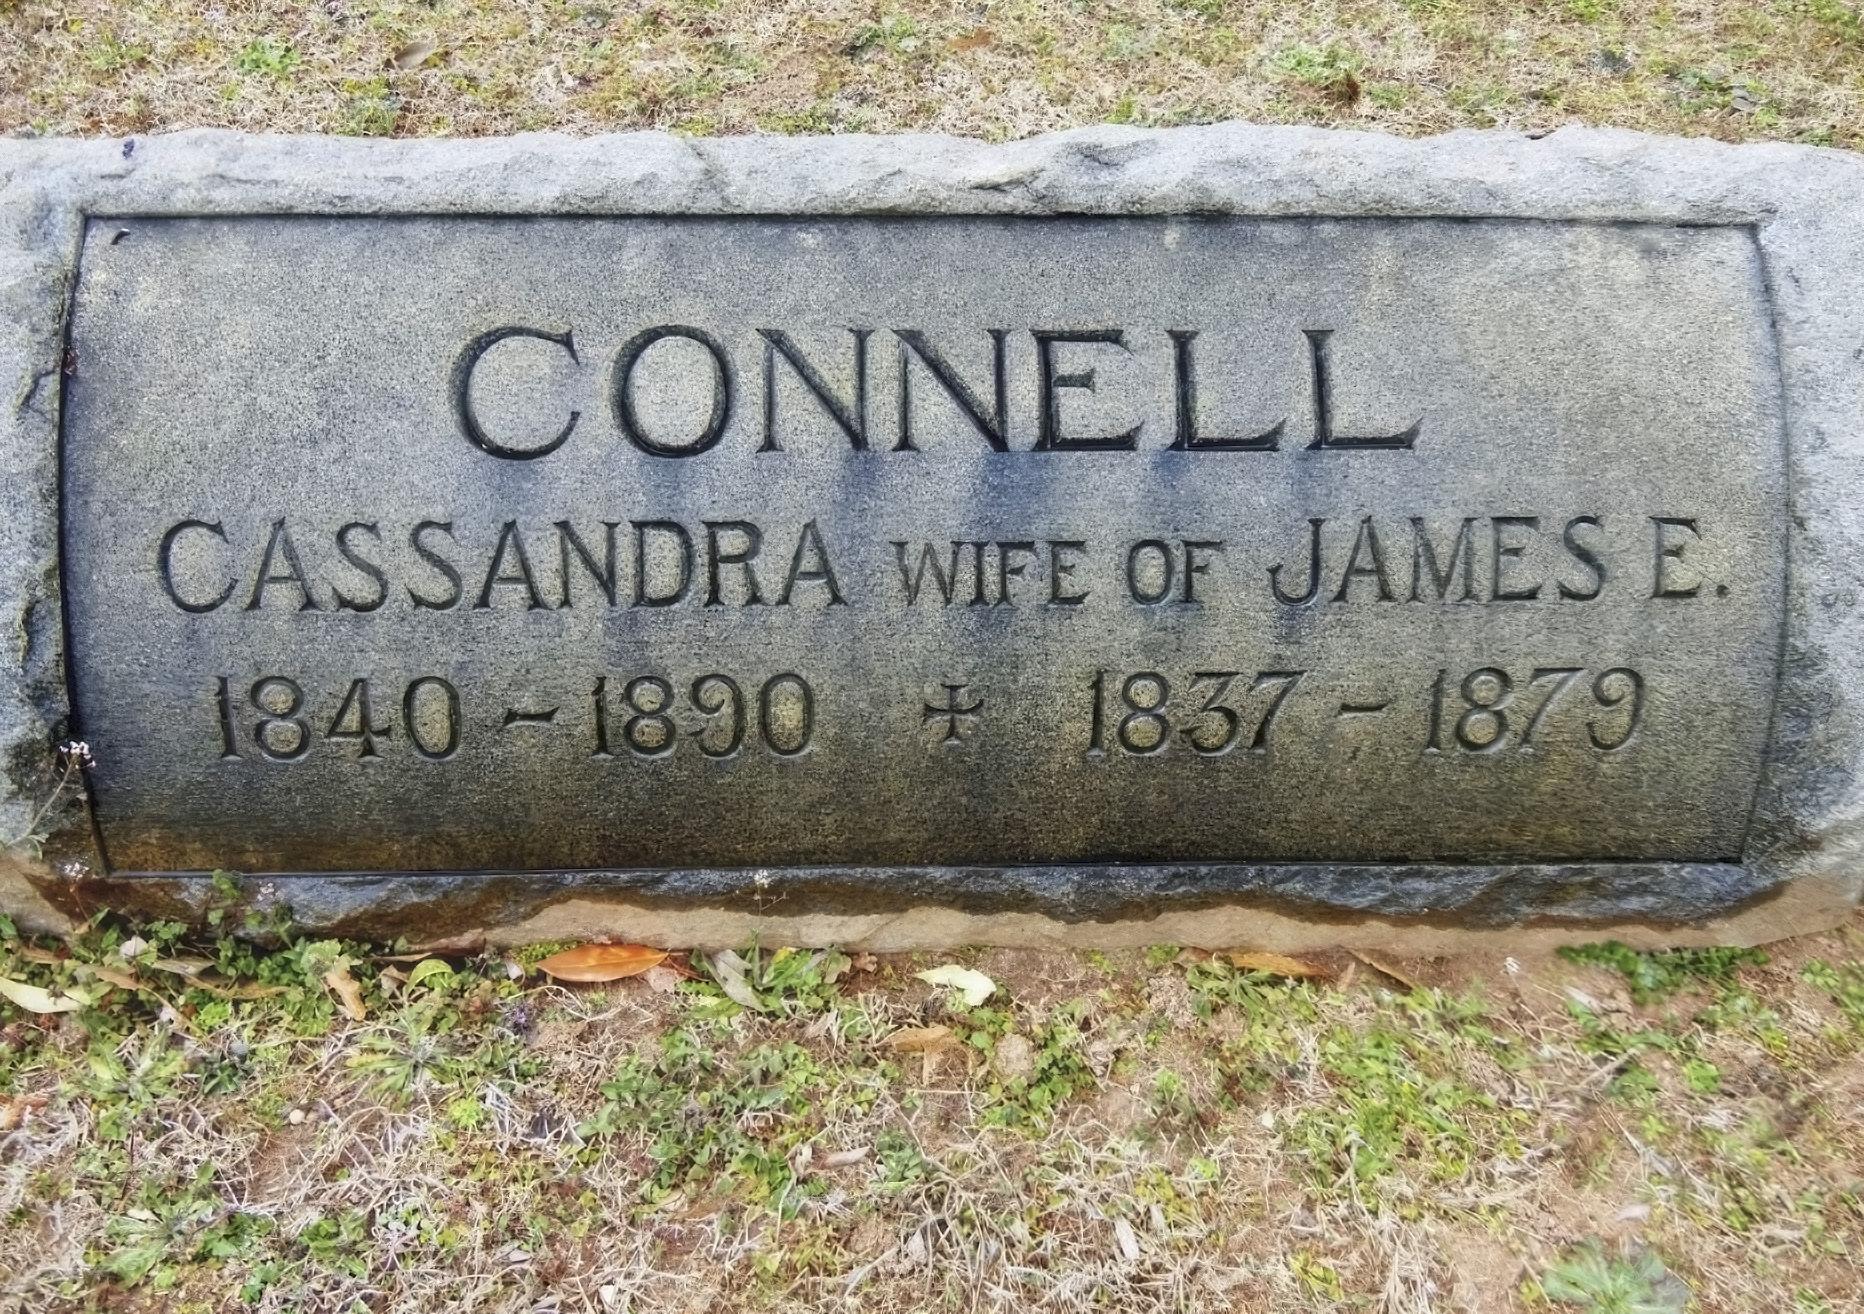 CONNELL
CASSANDRA WIFE OF JAMES E.
1840 - 1890 + 1837 - 1879